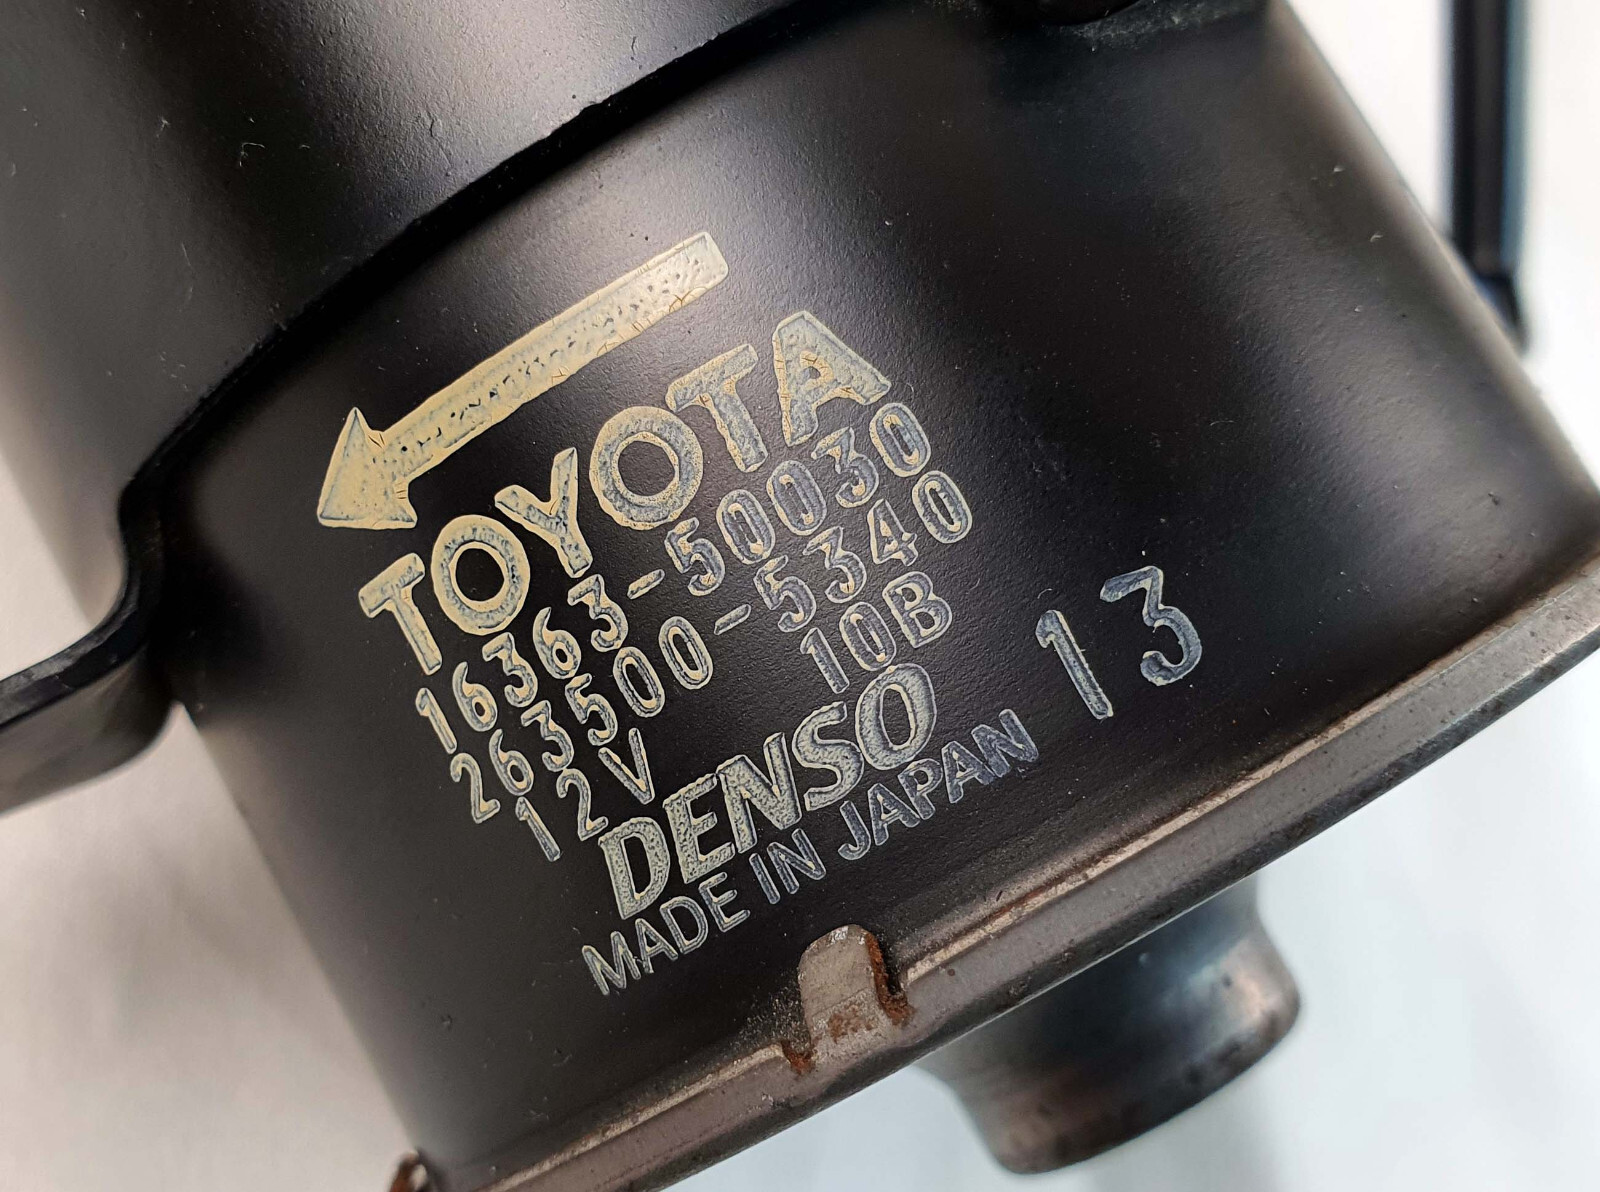 TOYOTA
16363-50030
263500-5340
12V 10B
DENSO 13
MADE IN JAPAN